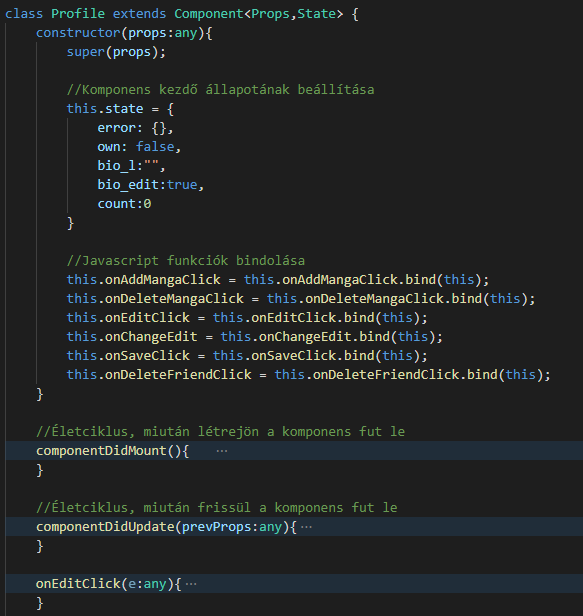 class Profile extends Component<Props,State> {
constructor(props:any){
super(props);
//Komponens kezdő állapotának beállítása
this.state = {
error: {},
own: false,
bio_l:"",
bio_edit:true,
count:0
}
//Javascript funkciók bindolása
this.onAddMangaClick = this.onAddMangaClick.bind(this);
this.onDeleteMangaClick = this.onDeleteMangaClick.bind(this);
this.onEditClick = this.onEditClick.bind(this);
this.onChangeEdit = this.onChangeEdit.bind(this);
this.onSaveClick = this.onSaveClick.bind(this);
this.onDeleteFriendClick = this.onDeleteFriendClick.bind(this);
}
//Életciklus, miután létrejön a komponens fut le
componentDidMount(){ ⋯
}
//Életciklus, miután frissül a komponens fut le
componentDidUpdate(prevProps:any){⋯
}
onEditClick(e:any){⋯
}